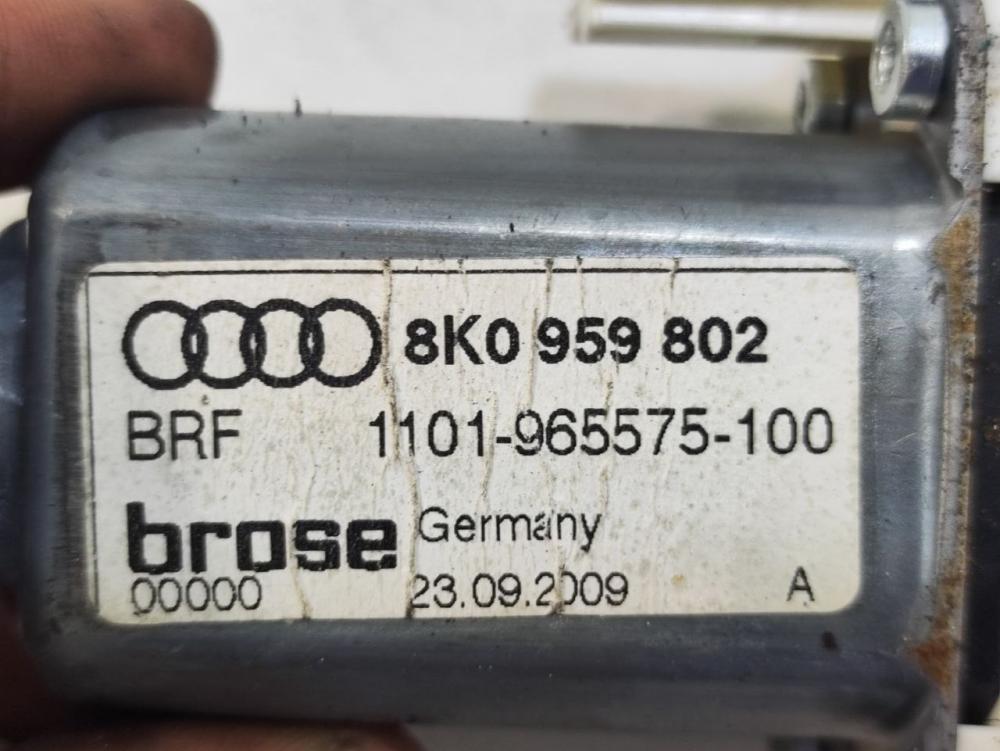 8K0 959 802
BRF 1101-965575-100
brose Germany
00000 23.09.2009 A